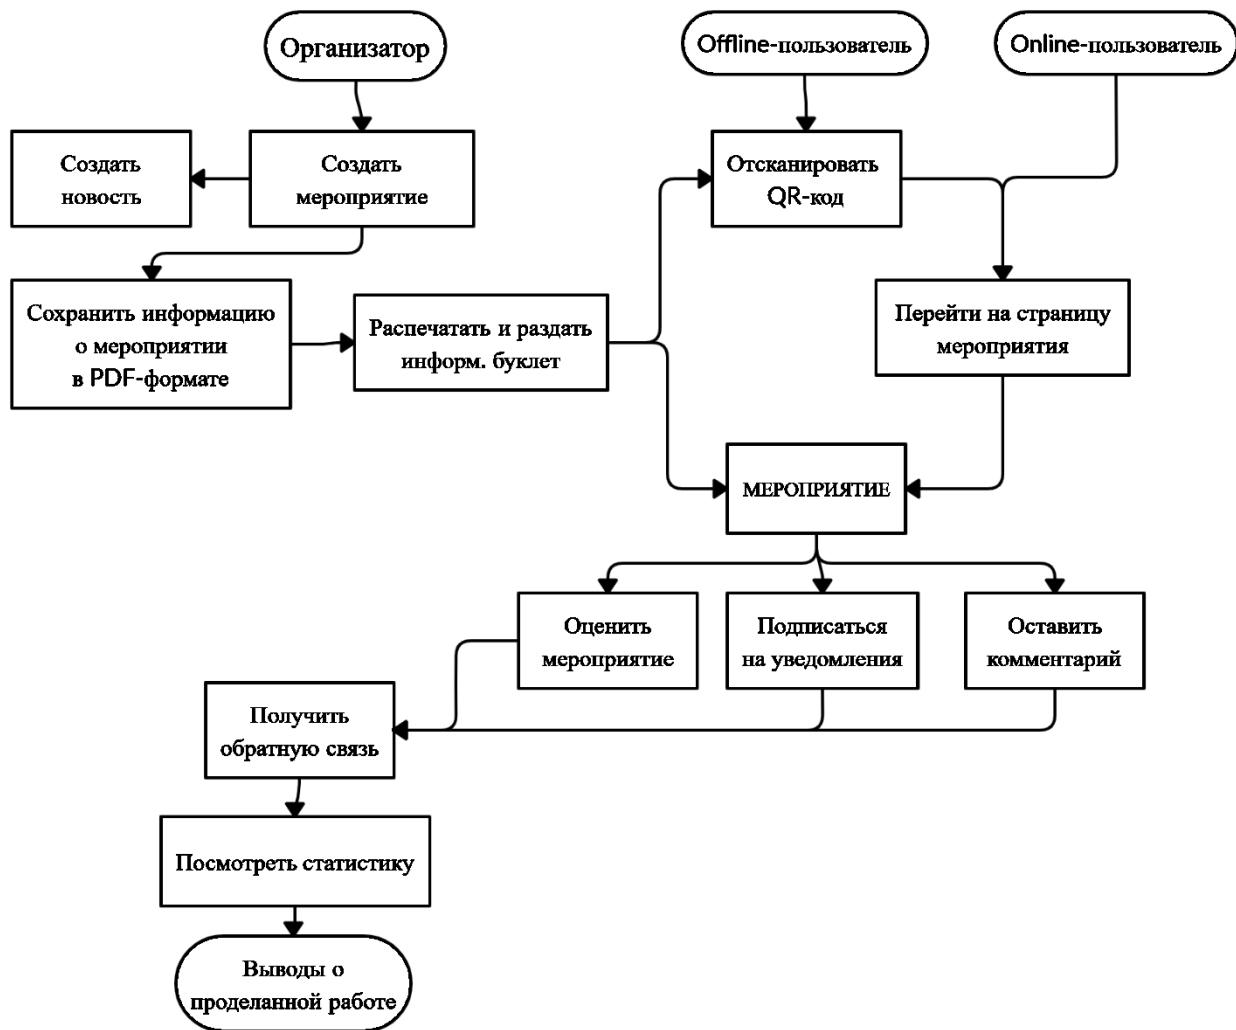 Организатор
Offline-пользователь
Online-пользователь
Создать
новость
Создать
мероприятие
Отсканировать
QR-код
Сохранить информацию
о мероприятии
в PDF-формате
Распечатать и раздать
информ. буклет
Перейти на страницу
мероприятия
МЕРОПРИЯТИЕ
Оценить
мероприятие
Подписаться
на уведомления
Оставить
комментарий
Получить
обратную связь
Посмотреть статистику
Выводы о
проделанной работе